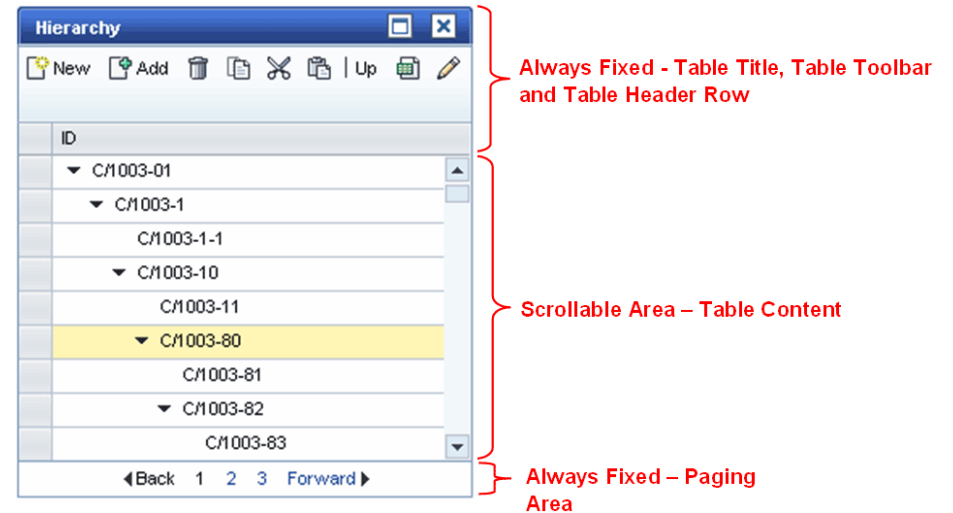 Hierarchy
New Add Up
Always Fixed - Table Title, Table Toolbar
and Table Header Row
ID
C/1003-01
C/1003-1
C/1003-1-1
C/1003-10
C/1003-11
Scrollable Area – Table Content
C/1003-80
C/1003-81
C/1003-82
C/1003-83
Back 1 2 3 Forward
Always Fixed – Paging
Area